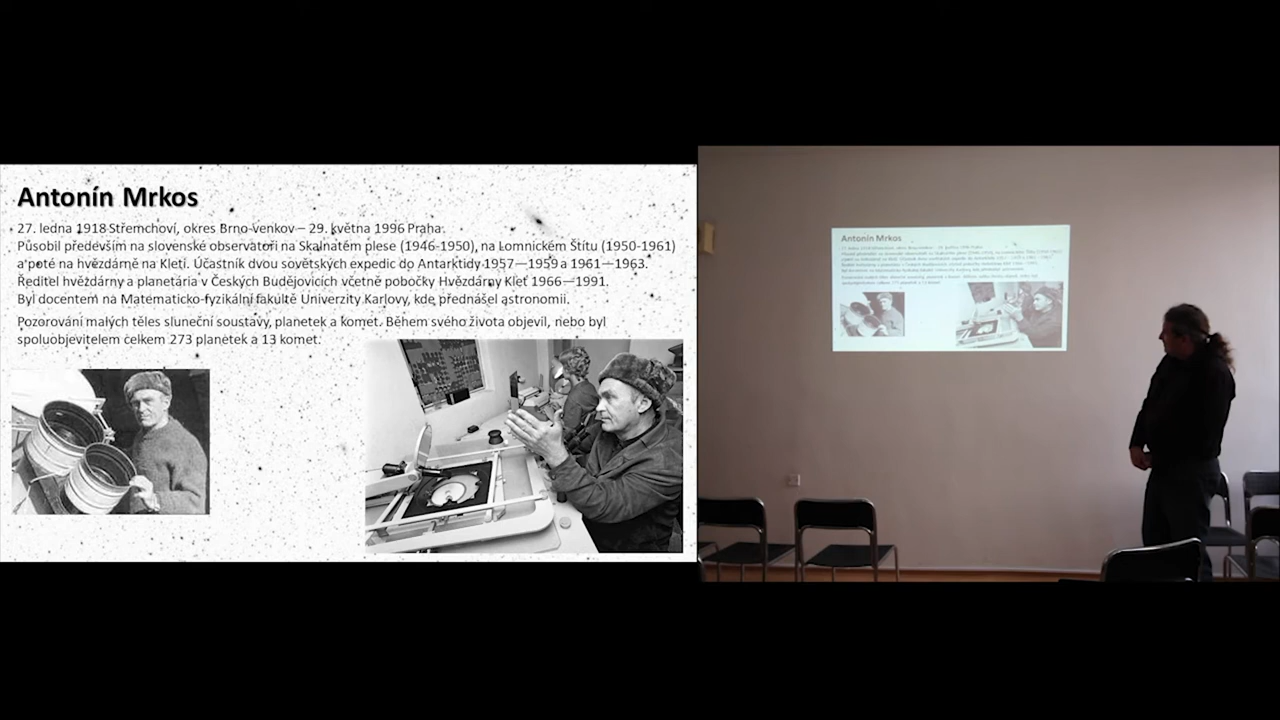 Antonín Mrkos
27. ledna 1918 Střemchoví, okres Brno-venkov – 29. května 1996 Praha.
Působil především na slovenské observatoři na Skalnatém plese (1946-1950), na Lomnickém Štítu (1950-1961)
a poté na hvězdárně na Kleti. Účastník dvou sovětských expedic do Antarktidy 1957—1959 a 1961—1963.
Ředitel hvězdárny a planetária v Českých Budějovicích včetně pobočky Hvězdárny Kleť 1966—1991.
Byl docentem na Matematicko-fyzikální fakultě Univerzity Karlovy, kde přednášel astronomii.
Pozorování malých těles sluneční soustavy, planetek a komet. Během svého života objevil, nebo byl
spoluobjevitelem celkem 273 planetek a 13 komet.
Antonín Mrkos